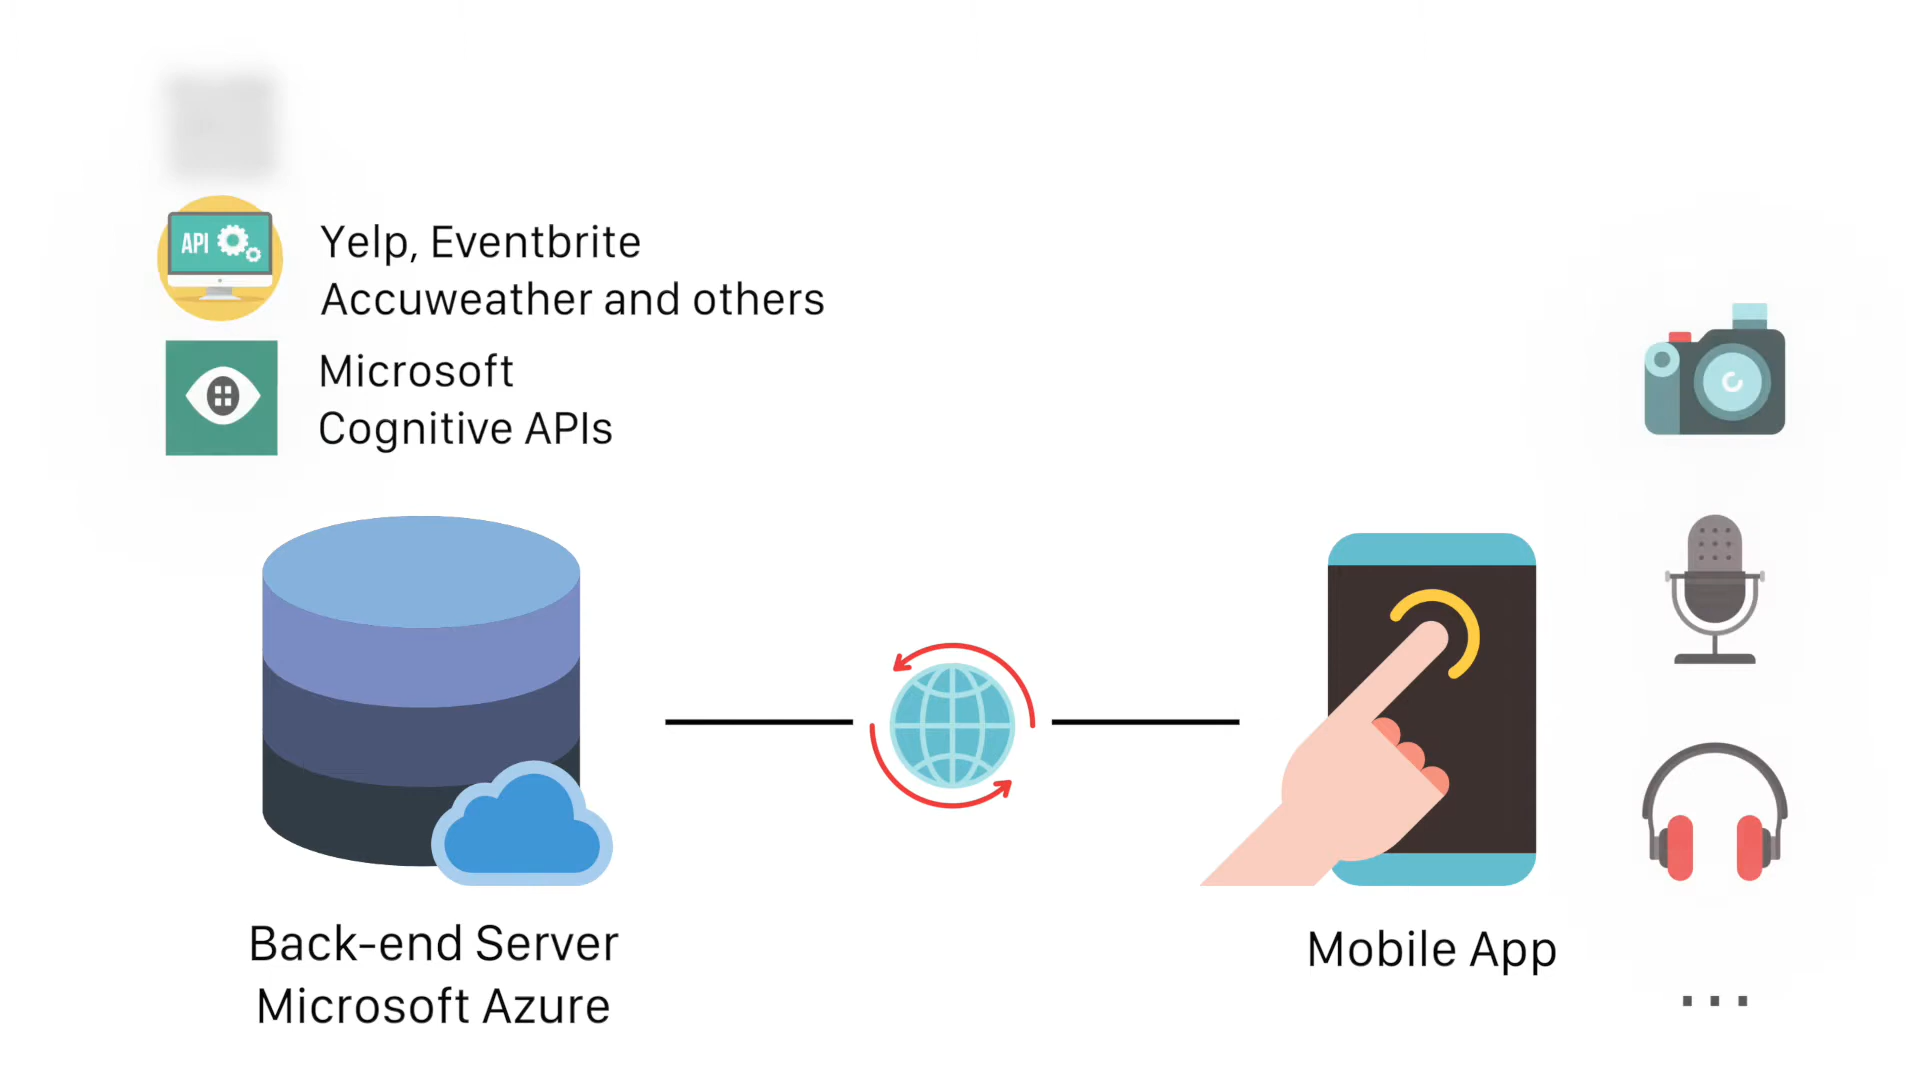 API
Yelp, Eventbrite
Accuweather and others
Microsoft
Cognitive APIs
Back-end Server
Microsoft Azure
Mobile App
...